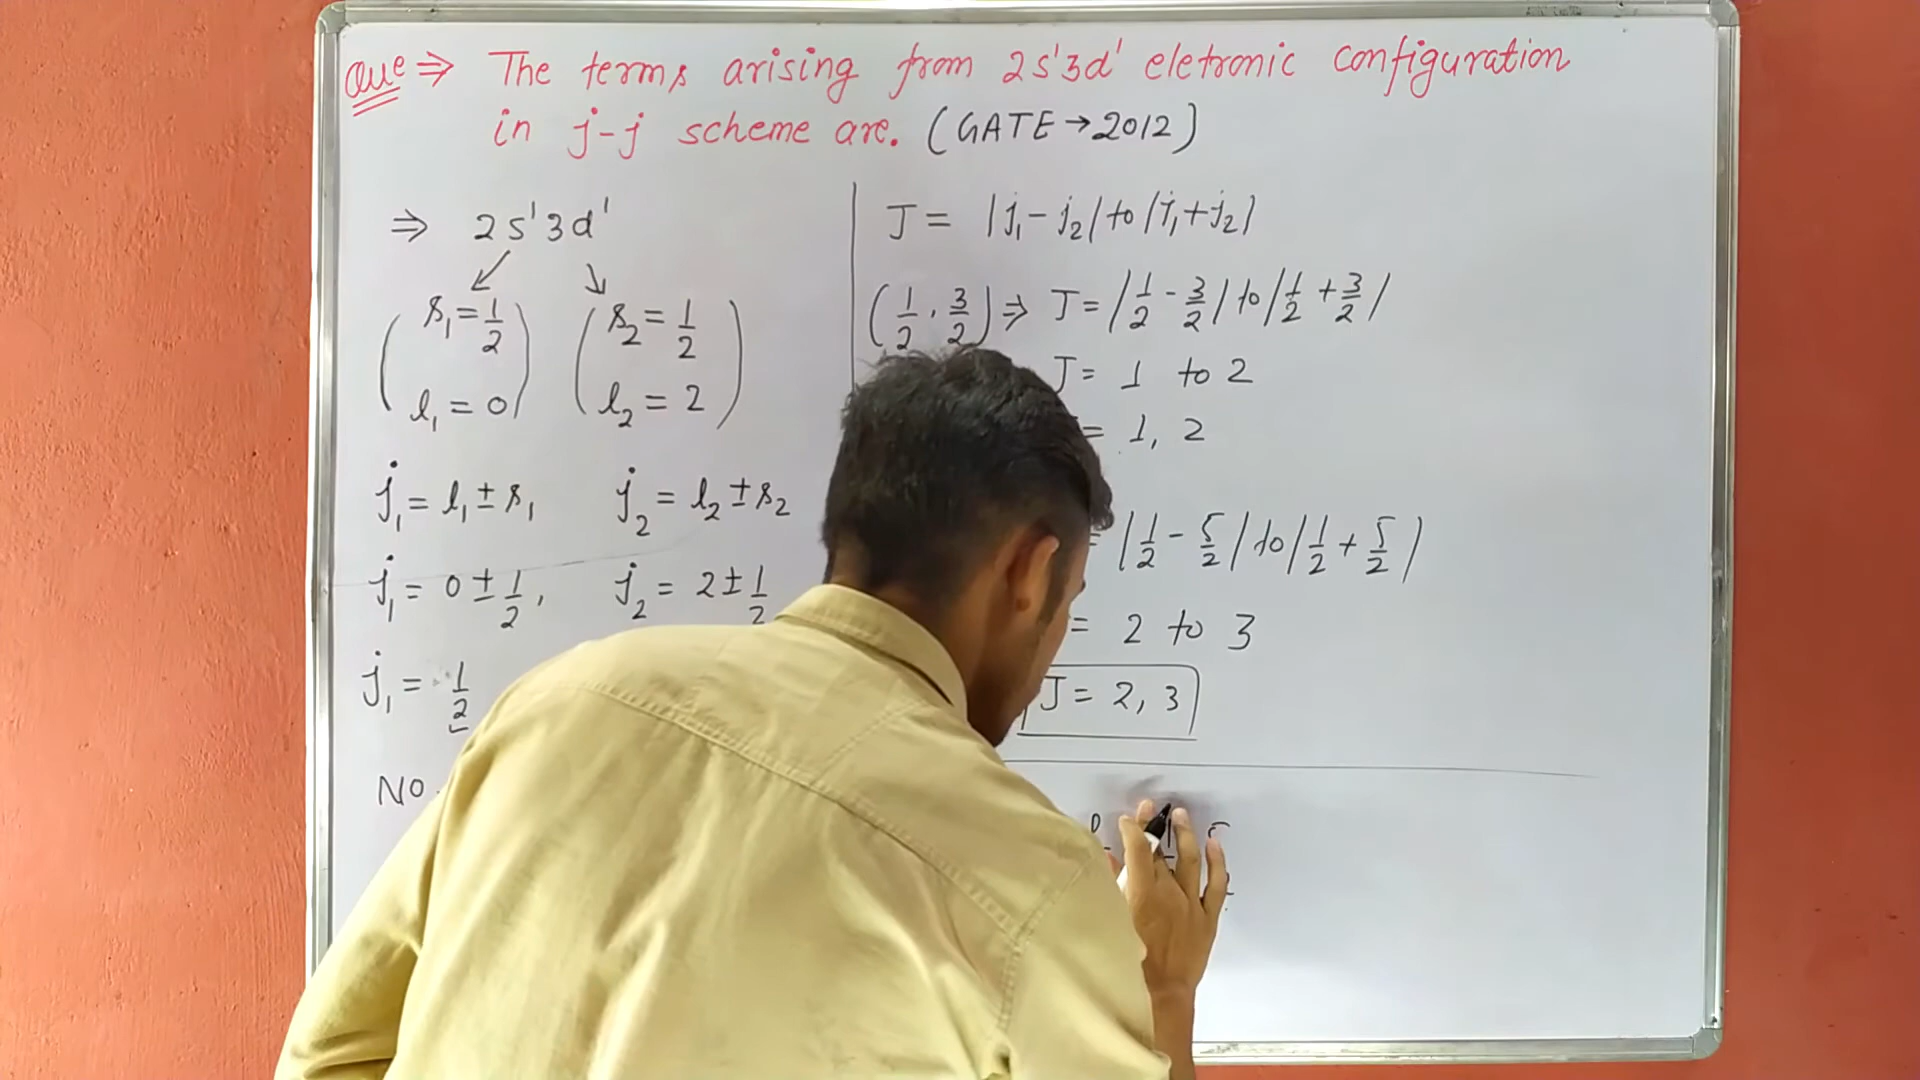 Que ⇒ The terms arising from 2s¹3d¹ eletronic configuration
in j-j scheme are. (GATE → 2012)
⇒ 2s¹3d¹
(s₁ = 1/2
l₁ = 0)
(s₂ = 1/2
l₂ = 2)
j₁ = l₁ ± s₁
j₂ = l₂ ± s₂
j₁ = 0 ± 1/2,
j₂ = 2 ± 1/2
j₁ = 1/2
NO.
J = |j₁ - j₂| to |j₁ + j₂|
(1/2, 3/2) ⇒ J = |1/2 - 3/2| to |1/2 + 3/2|
J = 1 to 2
= 1, 2
= |1/2 - 5/2| to |1/2 + 5/2|
= 2 to 3
J = 2, 3